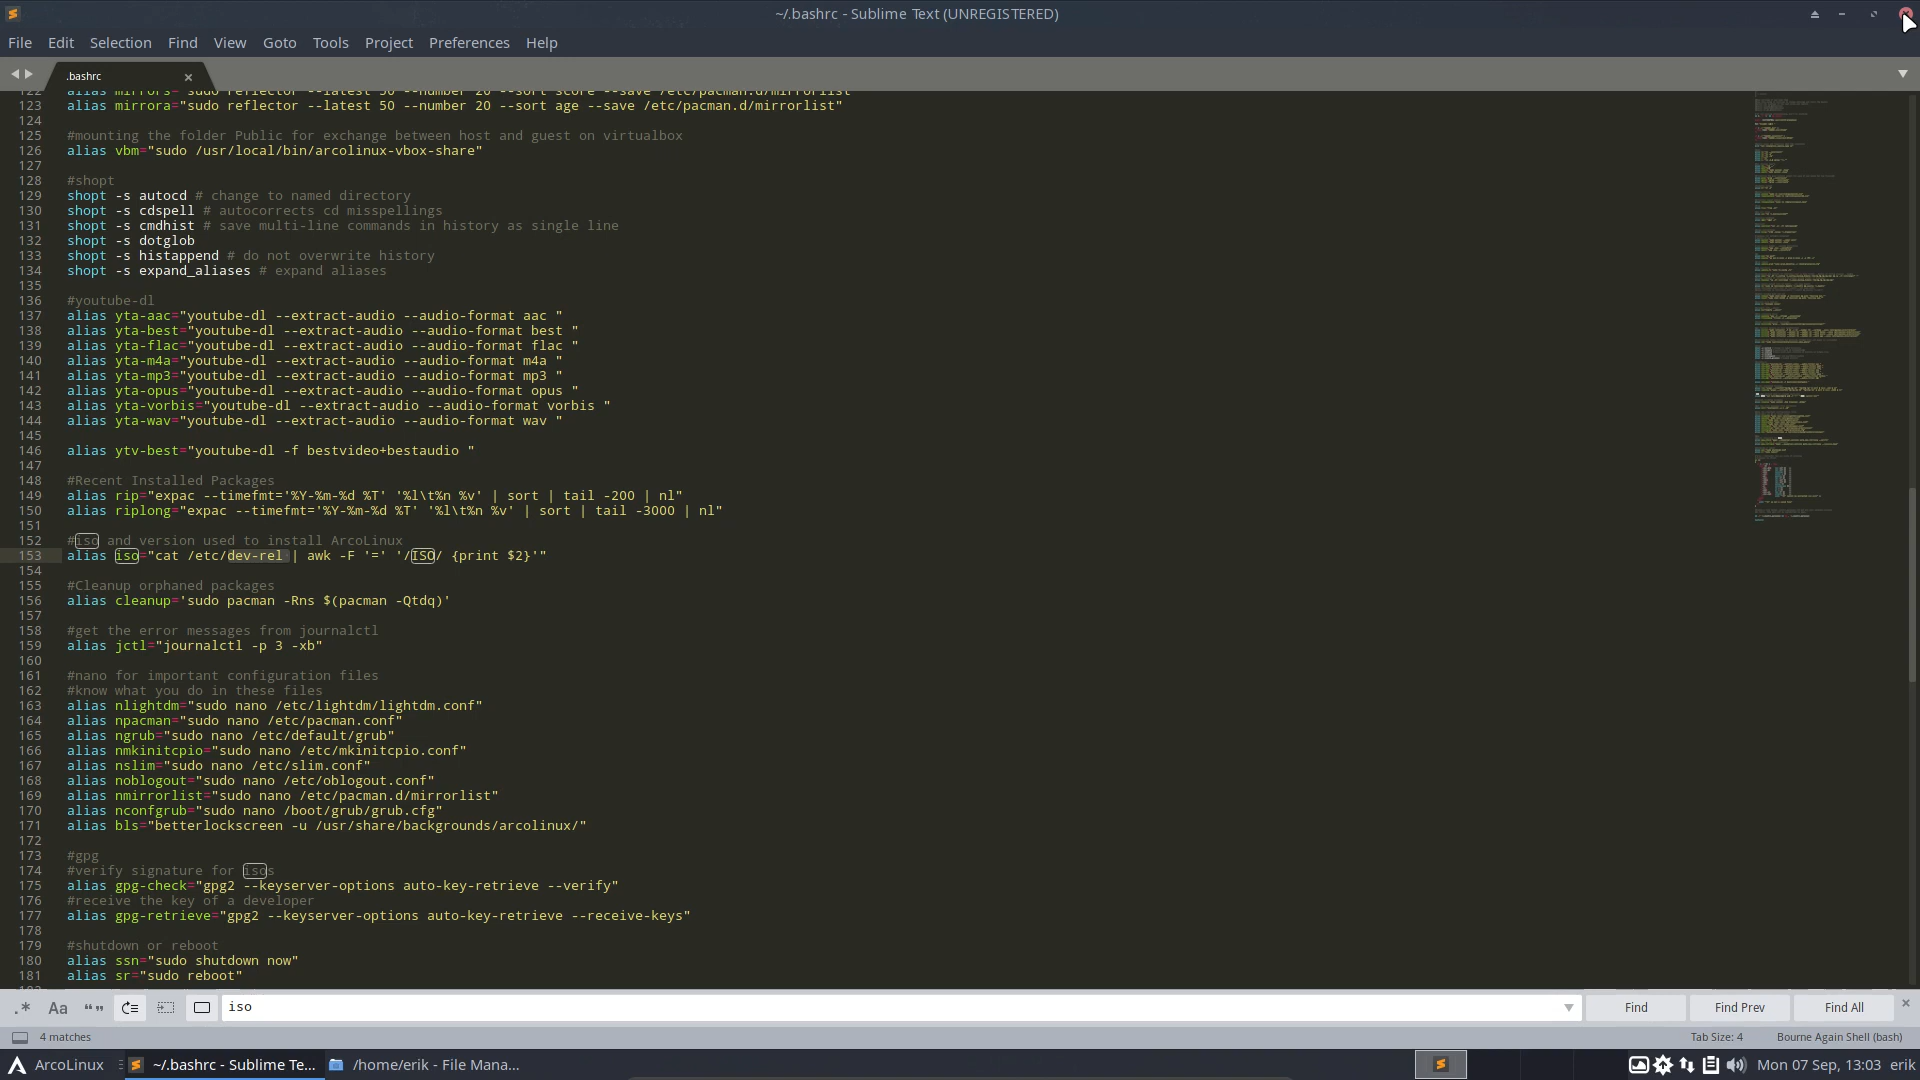 ~/.bashrc - Sublime Text (UNREGISTERED)
File Edit Selection Find View Goto Tools Project Preferences Help
.bashrc
122 alias mirrors="sudo reflector --latest 50 --number 20 --sort score --save /etc/pacman.d/mirrorlist"
123 alias mirrora="sudo reflector --latest 50 --number 20 --sort age --save /etc/pacman.d/mirrorlist"
124
125 #mounting the folder Public for exchange between host and guest on virtualbox
126 alias vbm="sudo /usr/local/bin/arcolinux-vbox-share"
127
128 #shopt
129 shopt -s autocd # change to named directory
130 shopt -s cdspell # autocorrects cd misspellings
131 shopt -s cmdhist # save multi-line commands in history as single line
132 shopt -s dotglob
133 shopt -s histappend # do not overwrite history
134 shopt -s expand_aliases # expand aliases
135
136 #youtube-dl
137 alias yta-aac="youtube-dl --extract-audio --audio-format aac "
138 alias yta-best="youtube-dl --extract-audio --audio-format best "
139 alias yta-flac="youtube-dl --extract-audio --audio-format flac "
140 alias yta-m4a="youtube-dl --extract-audio --audio-format m4a "
141 alias yta-mp3="youtube-dl --extract-audio --audio-format mp3 "
142 alias yta-opus="youtube-dl --extract-audio --audio-format opus "
143 alias yta-vorbis="youtube-dl --extract-audio --audio-format vorbis "
144 alias yta-wav="youtube-dl --extract-audio --audio-format wav "
145
146 alias ytv-best="youtube-dl -f bestvideo+bestaudio "
147
148 #Recent Installed Packages
149 alias rip="expac --timefmt='%Y-%m-%d %T' '%l\t%n %v' | sort | tail -200 | nl"
150 alias riplong="expac --timefmt='%Y-%m-%d %T' '%l\t%n %v' | sort | tail -3000 | nl"
151
152 #iso and version used to install ArcoLinux
153 alias iso="cat /etc/dev-rel | awk -F '=' '/ISO/ {print $2}'"
154
155 #Cleanup orphaned packages
156 alias cleanup='sudo pacman -Rns $(pacman -Qtdq)'
157
158 #get the error messages from journalctl
159 alias jctl="journalctl -p 3 -xb"
160
161 #nano for important configuration files
162 #know what you do in these files
163 alias nlightdm="sudo nano /etc/lightdm/lightdm.conf"
164 alias npacman="sudo nano /etc/pacman.conf"
165 alias ngrub="sudo nano /etc/default/grub"
166 alias nmkinitcpio="sudo nano /etc/mkinitcpio.conf"
167 alias nslim="sudo nano /etc/slim.conf"
168 alias noblogout="sudo nano /etc/oblogout.conf"
169 alias nmirrorlist="sudo nano /etc/pacman.d/mirrorlist"
170 alias nconfgrub="sudo nano /boot/grub/grub.cfg"
171 alias bls="betterlockscreen -u /usr/share/backgrounds/arcolinux/"
172
173 #gpg
174 #verify signature for isos
175 alias gpg-check="gpg2 --keyserver-options auto-key-retrieve --verify"
176 #receive the key of a developer
177 alias gpg-retrieve="gpg2 --keyserver-options auto-key-retrieve --receive-keys"
178
179 #shutdown or reboot
180 alias ssn="sudo shutdown now"
181 alias sr="sudo reboot"
.* Aa iso Find Find Prev Find All
4 matches Tab Size: 4 Bourne Again Shell (bash)
ArcoLinux ~/.bashrc - Sublime Te... /home/erik - File Mana... Mon 07 Sep, 13:03 erik